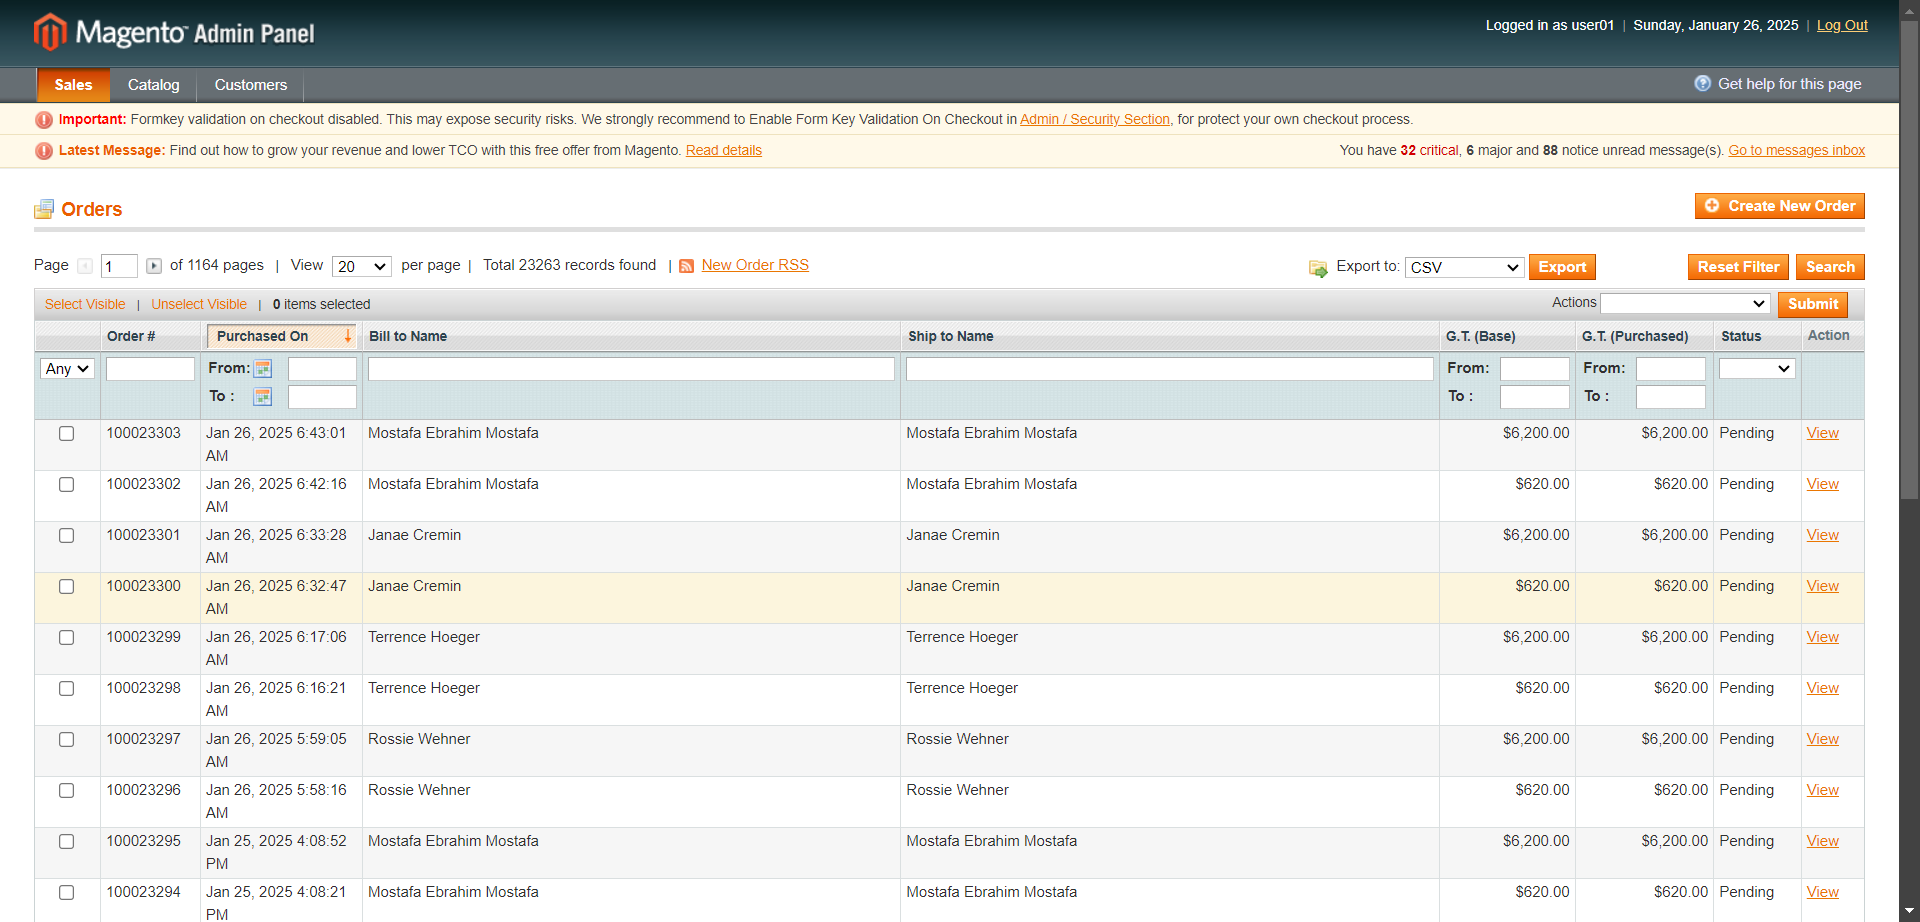 Magento™ Admin Panel
Logged in as user01 | Sunday, January 26, 2025 | Log Out
Sales Catalog Customers Get help for this page
Important: Formkey validation on checkout disabled. This may expose security risks. We strongly recommend to Enable Form Key Validation On Checkout in Admin / Security Section, for protect your own checkout process.
Latest Message: Find out how to grow your revenue and lower TCO with this free offer from Magento. Read details You have 32 critical, 6 major and 88 notice unread message(s). Go to messages inbox
Orders Create New Order
Page 1 of 1164 pages | View 20 per page | Total 23263 records found | New Order RSS Export to: CSV Export Reset Filter Search
Select Visible | Unselect Visible | 0 items selected Actions Submit
Order # Purchased On Bill to Name Ship to Name G.T. (Base) G.T. (Purchased) Status Action
Any From: From: From:
To : To : To :
100023303 Jan 26, 2025 6:43:01 Mostafa Ebrahim Mostafa Mostafa Ebrahim Mostafa $6,200.00 $6,200.00 Pending View
AM
100023302 Jan 26, 2025 6:42:16 Mostafa Ebrahim Mostafa Mostafa Ebrahim Mostafa $620.00 $620.00 Pending View
AM
100023301 Jan 26, 2025 6:33:28 Janae Cremin Janae Cremin $6,200.00 $6,200.00 Pending View
AM
100023300 Jan 26, 2025 6:32:47 Janae Cremin Janae Cremin $620.00 $620.00 Pending View
AM
100023299 Jan 26, 2025 6:17:06 Terrence Hoeger Terrence Hoeger $6,200.00 $6,200.00 Pending View
AM
100023298 Jan 26, 2025 6:16:21 Terrence Hoeger Terrence Hoeger $620.00 $620.00 Pending View
AM
100023297 Jan 26, 2025 5:59:05 Rossie Wehner Rossie Wehner $6,200.00 $6,200.00 Pending View
AM
100023296 Jan 26, 2025 5:58:16 Rossie Wehner Rossie Wehner $620.00 $620.00 Pending View
AM
100023295 Jan 25, 2025 4:08:52 Mostafa Ebrahim Mostafa Mostafa Ebrahim Mostafa $6,200.00 $6,200.00 Pending View
PM
100023294 Jan 25, 2025 4:08:21 Mostafa Ebrahim Mostafa Mostafa Ebrahim Mostafa $620.00 $620.00 Pending View
PM